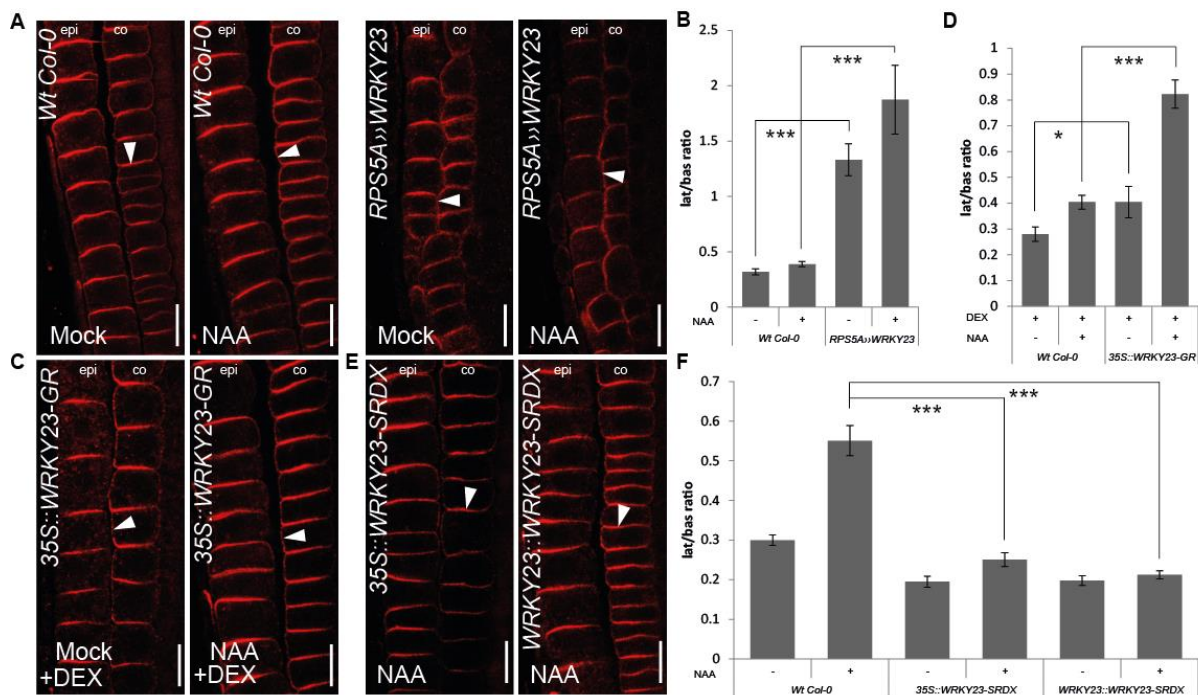 A
epi
co
Wt Col-0
Mock
epi
co
Wt Col-0
NAA
epi
co
RPS5A»WRKY23
Mock
epi
co
RPS5A»WRKY23
NAA
B
lat/bas ratio
2.5
2
1.5
1
0.5
0
***
***
NAA
- + - +
Wt Col-0 RPS5A»WRKY23
D
lat/bas ratio
1
0.9
0.8
0.7
0.6
0.5
0.4
0.3
0.2
0.1
0
*
***
DEX + + + +
NAA - + - +
Wt Col-0 35S::WRKY23-GR
C
epi
co
35S::WRKY23-GR
Mock
+DEX
epi
co
35S::WRKY23-GR
NAA
+DEX
E
epi
co
35S::WRKY23-SRDX
NAA
epi
co
WRKY23::WRKY23-SRDX
NAA
F
lat/bas ratio
0.7
0.6
0.5
0.4
0.3
0.2
0.1
0
***
***
NAA - + - + - +
Wt Col-0 35S::WRKY23-SRDX WRKY23::WRKY23-SRDX